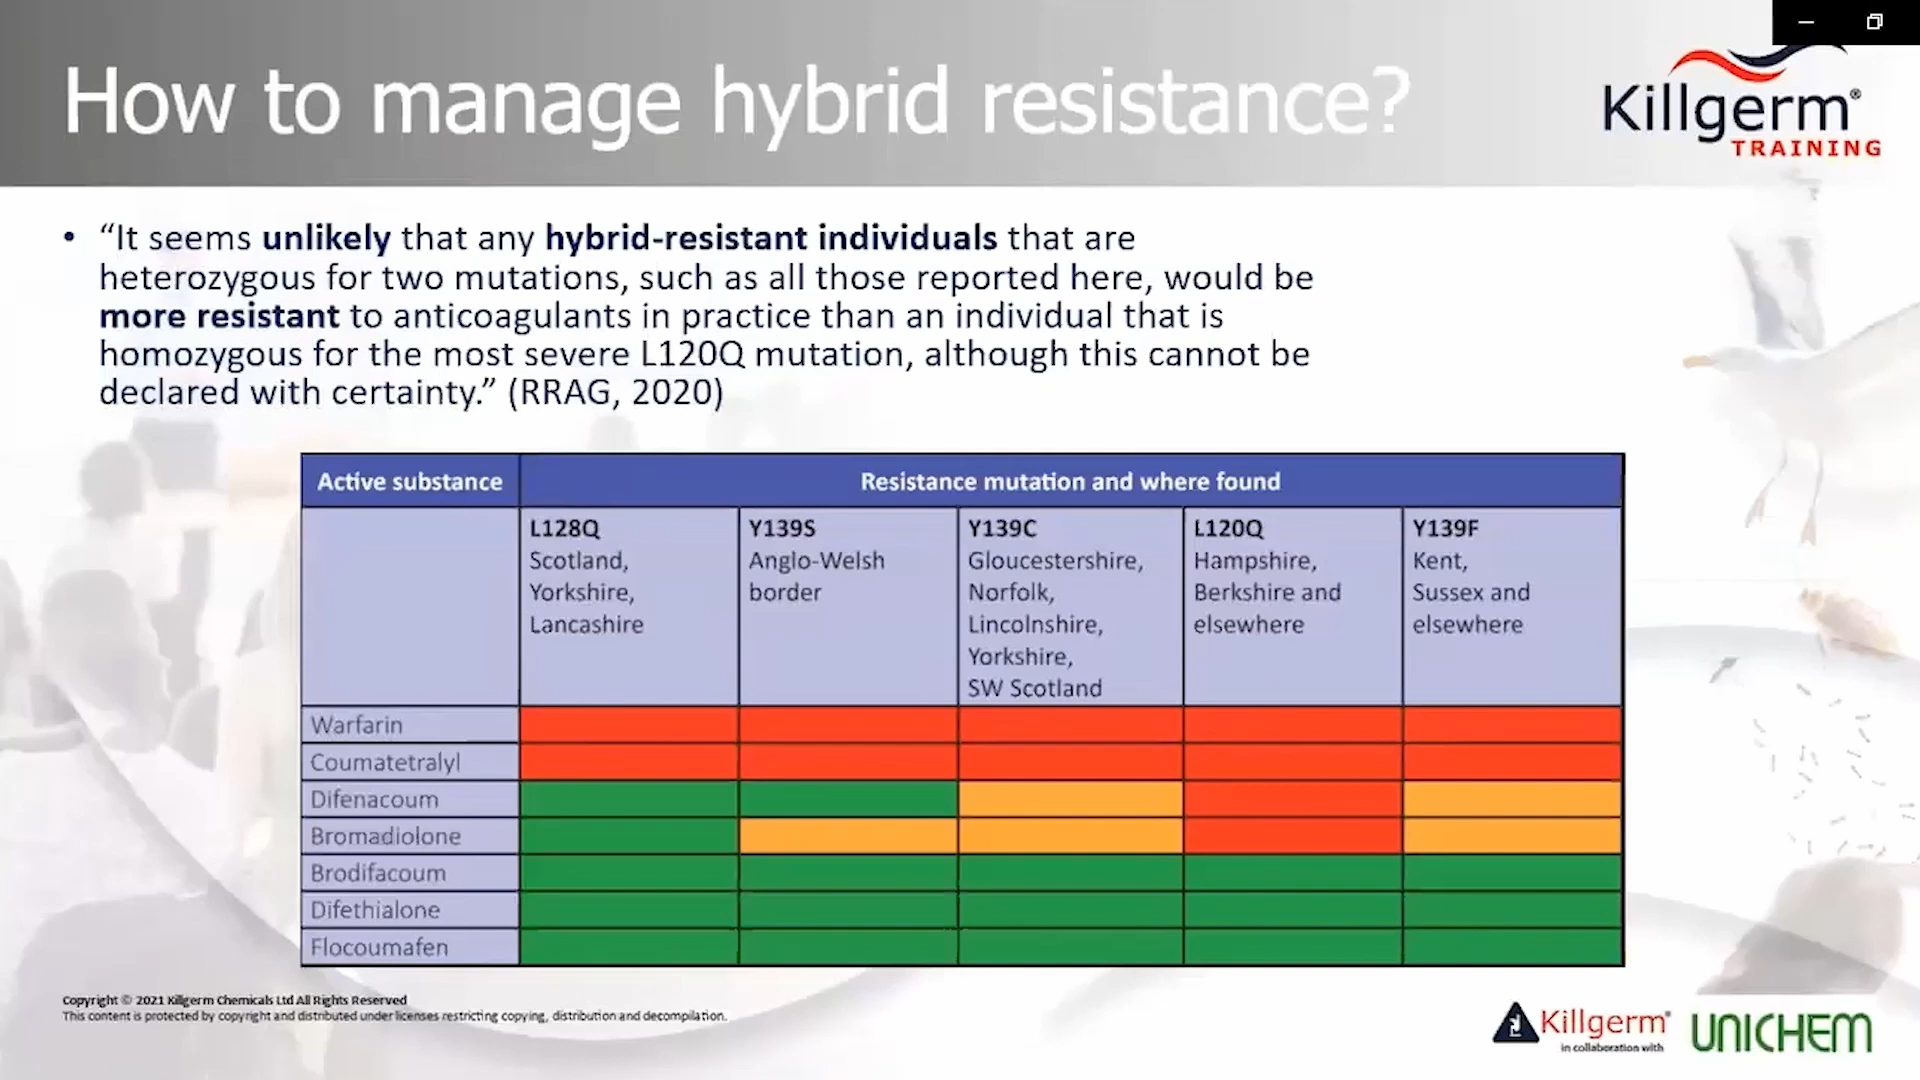 How to manage hybrid resistance?
Killgerm®
TRAINING
• “It seems unlikely that any hybrid-resistant individuals that are
heterozygous for two mutations, such as all those reported here, would be
more resistant to anticoagulants in practice than an individual that is
homozygous for the most severe L120Q mutation, although this cannot be
declared with certainty.” (RRAG, 2020)
Active substance
Resistance mutation and where found
L128Q
Scotland,
Yorkshire,
Lancashire
Y139S
Anglo-Welsh
border
Y139C
Gloucestershire,
Norfolk,
Lincolnshire,
Yorkshire,
SW Scotland
L120Q
Hampshire,
Berkshire and
elsewhere
Y139F
Kent,
Sussex and
elsewhere
Warfarin
Coumatetralyl
Difenacoum
Bromadiolone
Brodifacoum
Difethialone
Flocoumafen
Copyright © 2021 Killgerm Chemicals Ltd All Rights Reserved
This content is protected by copyright and distributed under licenses restricting copying, distribution and decompilation.
Killgerm®
in collaboration with
UNICHEM